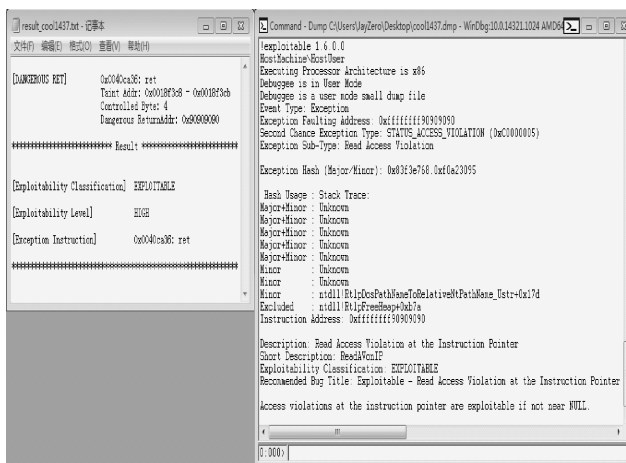 result_cool1437.txt - 记事本
文件(F) 编辑(E) 格式(O) 查看(V) 帮助(H)
[DANGEROUS RET] 0x0040ca36: ret
Taint Addr: 0x0018f3c8 - 0x0018f3cb
Controlled Byte: 4
Dangerous ReturnAddr: 0x90909090
************************* Result ************************
[Exploitability Classification] EXPLOITABLE
[Exploitability Level] HIGH
[Exception Instruction] 0x0040ca36: ret
**********************************************************
Command - Dump C:\Users\JayZero\Desktop\cool1437.dmp - WinDbg:10.0.14321.1024 AMD64
!exploitable 1.6.0.0
HostMachine\HostUser
Executing Processor Architecture is x86
Debuggee is in User Mode
Debuggee is a user mode small dump file
Event Type: Exception
Exception Faulting Address: 0xffffffff90909090
Second Chance Exception Type: STATUS_ACCESS_VIOLATION (0xC0000005)
Exception Sub-Type: Read Access Violation
Exception Hash (Major/Minor): 0x83f3e768.0xf0a23095
Hash Usage : Stack Trace:
Major+Minor : Unknown
Major+Minor : Unknown
Major+Minor : Unknown
Major+Minor : Unknown
Major+Minor : Unknown
Minor : Unknown
Minor : Unknown
Minor : ntdll!RtlpDosPathNameToRelativeNtPathName_Ustr+0x17d
Excluded : ntdll!RtlpFreeHeap+0xb7a
Instruction Address: 0xffffffff90909090
Description: Read Access Violation at the Instruction Pointer
Short Description: ReadAVonIP
Exploitability Classification: EXPLOITABLE
Recommended Bug Title: Exploitable - Read Access Violation at the Instruction Pointer
Access violations at the instruction pointer are exploitable if not near NULL.
0:000>